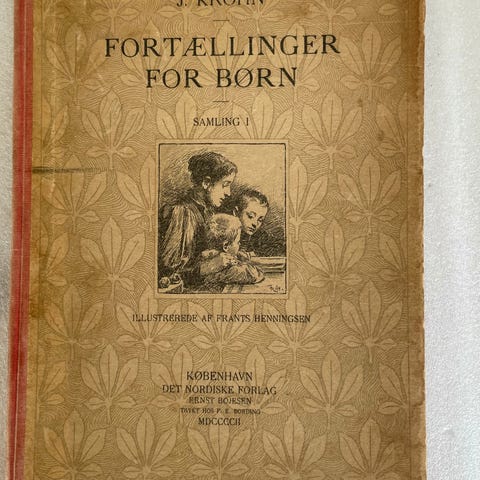 J. KROHN
FORTÆLLINGER
FOR BØRN
SAMLING I
ILLUSTREREDE AF FRANTS HENNINGSEN
KØBENHAVN
DET NORDISKE FORLAG
ERNST BOJESEN
TRYKT HOS F. E. BORDING
MDCCCCII